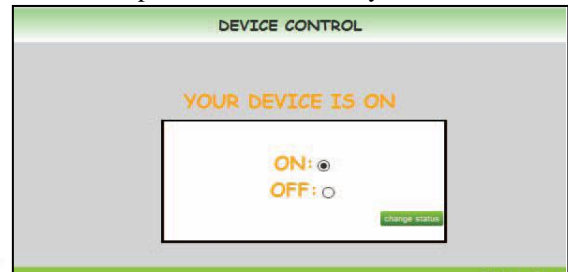 DEVICE CONTROL
YOUR DEVICE IS ON
ON:
OFF:
change status